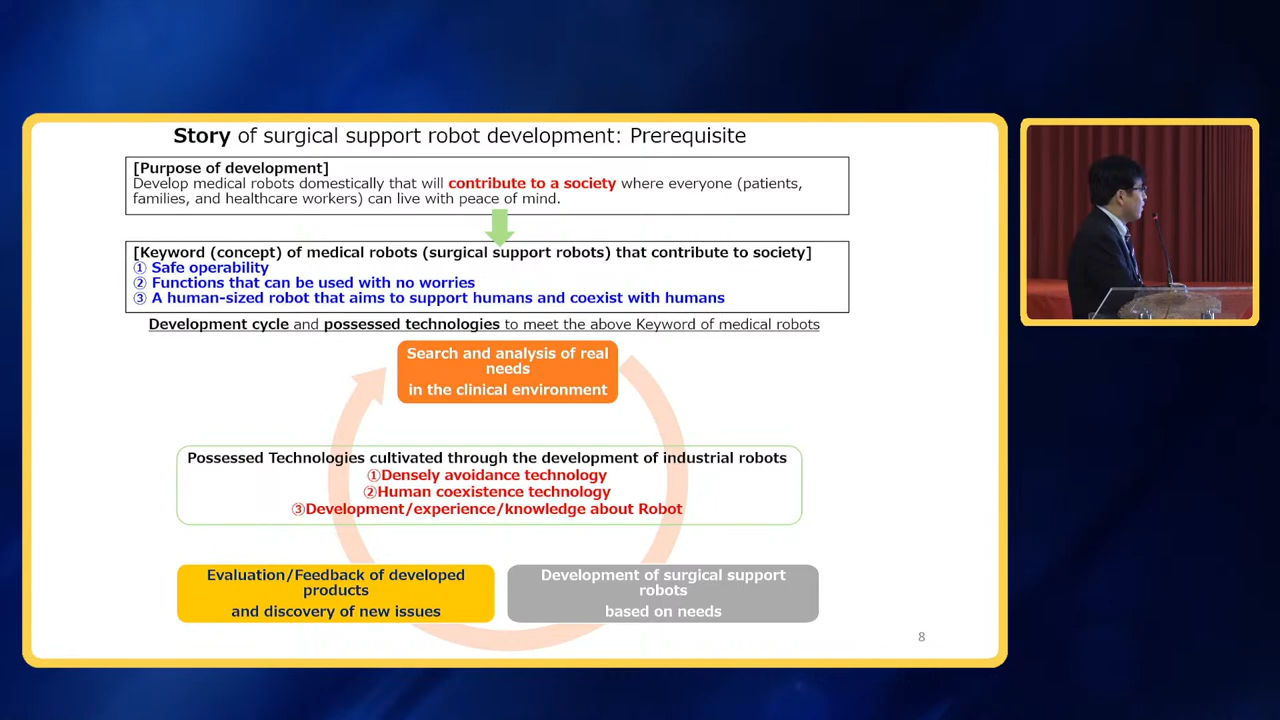 Story of surgical support robot development: Prerequisite
[Purpose of development]
Develop medical robots domestically that will contribute to a society where everyone (patients,
families, and healthcare workers) can live with peace of mind.
[Keyword (concept) of medical robots (surgical support robots) that contribute to society]
① Safe operability
② Functions that can be used with no worries
③ A human-sized robot that aims to support humans and coexist with humans
Development cycle and possessed technologies to meet the above Keyword of medical robots
Search and analysis of real
needs
in the clinical environment
Possessed Technologies cultivated through the development of industrial robots
①Densely avoidance technology
②Human coexistence technology
③Development/experience/knowledge about Robot
Evaluation/Feedback of developed
products
and discovery of new issues
Development of surgical support
robots
based on needs
8